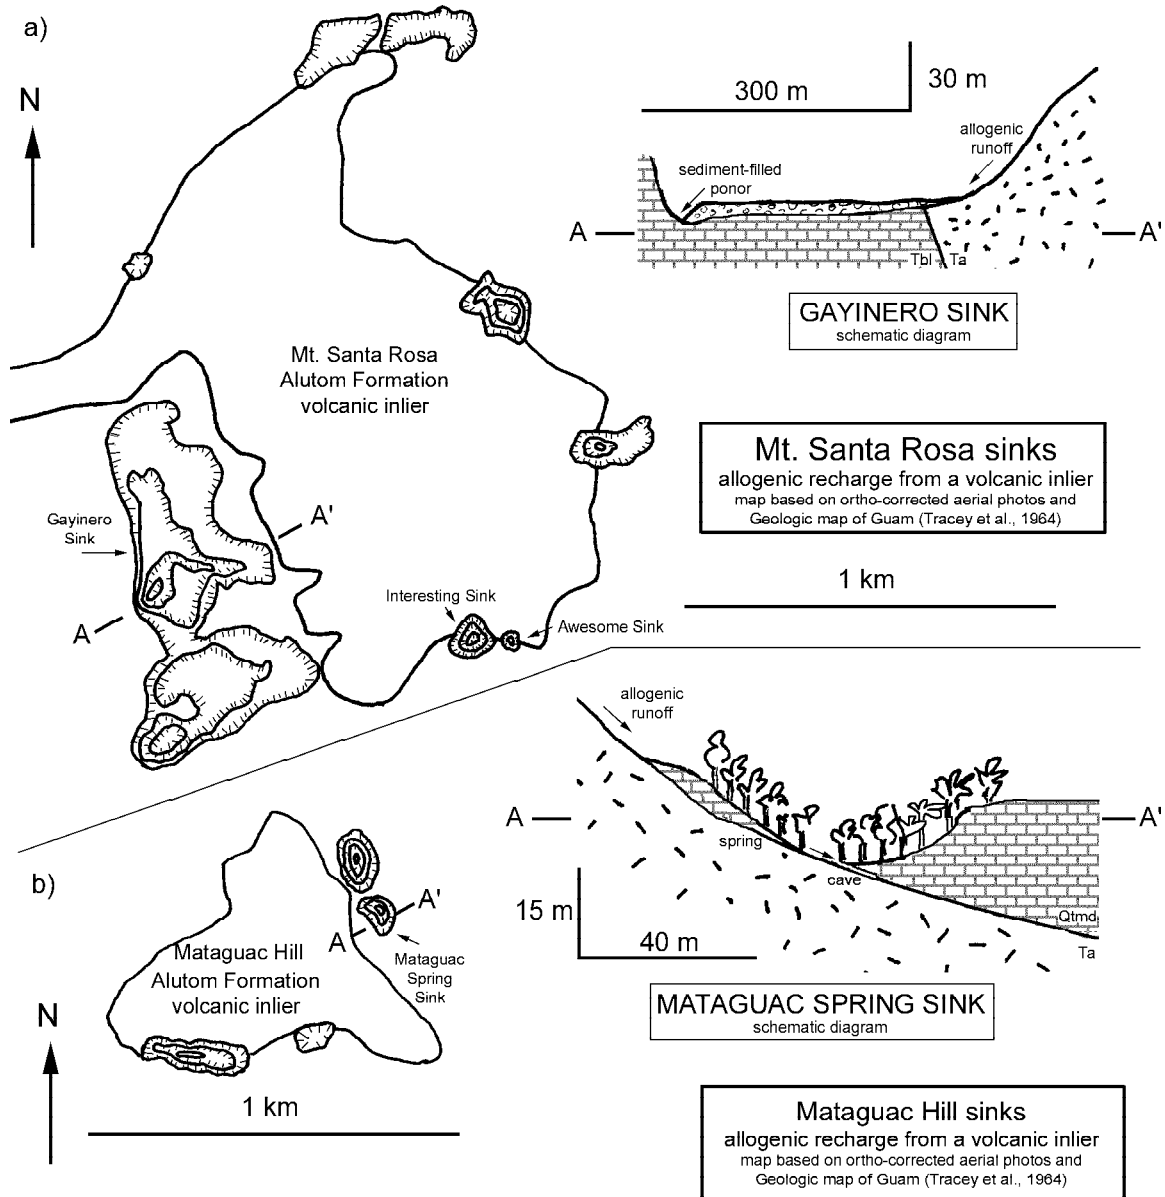 a)
N
300 m
30 m
allogenic
runoff
sediment-filled
ponor
A
A'
Tbl
Ta
GAYINERO SINK
schematic diagram
Mt. Santa Rosa
Alutom Formation
volcanic inlier
Mt. Santa Rosa sinks
allogenic recharge from a volcanic inlier
map based on ortho-corrected aerial photos and
Geologic map of Guam (Tracey et al., 1964)
1 km
Gayinero
Sink
A'
A
Interesting Sink
Awesome Sink
allogenic
runoff
A
A'
spring
cave
15 m
40 m
Qtmd
Ta
MATAGUAC SPRING SINK
schematic diagram
b)
A'
A
Mataguac
Spring
Sink
Mataguac Hill
Alutom Formation
volcanic inlier
N
1 km
Mataguac Hill sinks
allogenic recharge from a volcanic inlier
map based on ortho-corrected aerial photos and
Geologic map of Guam (Tracey et al., 1964)